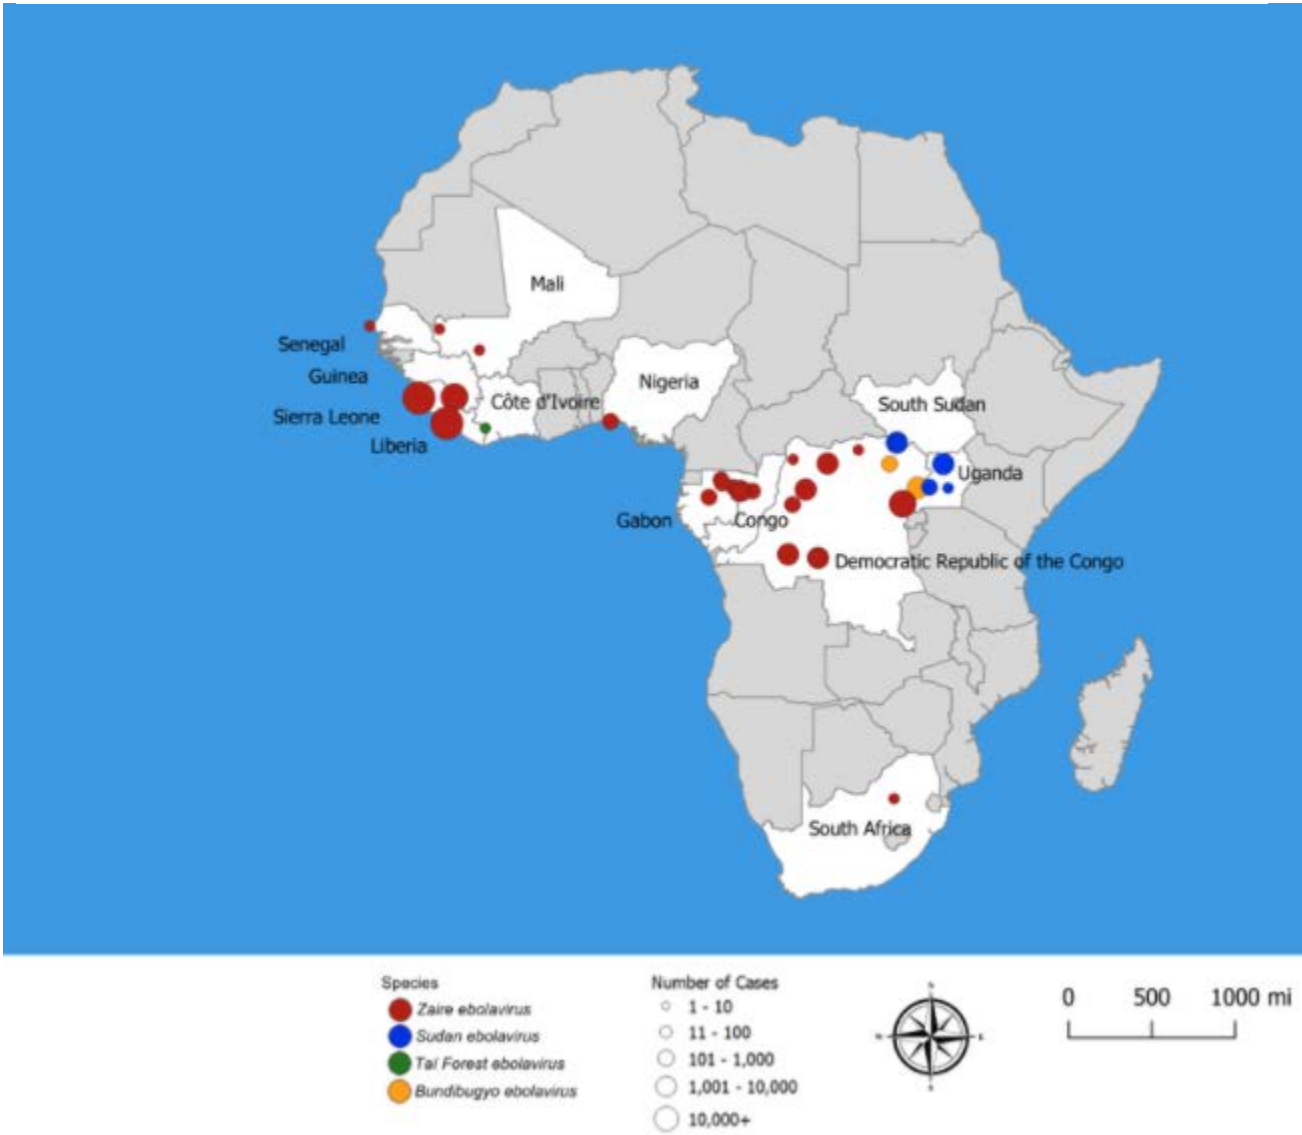 Mali
Senegal
Guinea
Nigeria
Côte d'Ivoire
South Sudan
Sierra Leone
Liberia
Uganda
Gabon
Congo
Democratic Republic of the Congo
South Africa
Species
Zaire ebolavirus
Sudan ebolavirus
Taï Forest ebolavirus
Bundibugyo ebolavirus
Number of Cases
1 - 10
11 - 100
101 - 1,000
1,001 - 10,000
10,000+
N
S
0 500 1000 mi